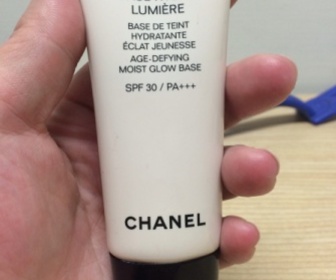 LUMIÈRE
BASE DE TEINT
HYDRATANTE
ÉCLAT JEUNESSE
AGE-DEFYING
MOIST GLOW BASE
SPF 30 / PA+++
CHANEL